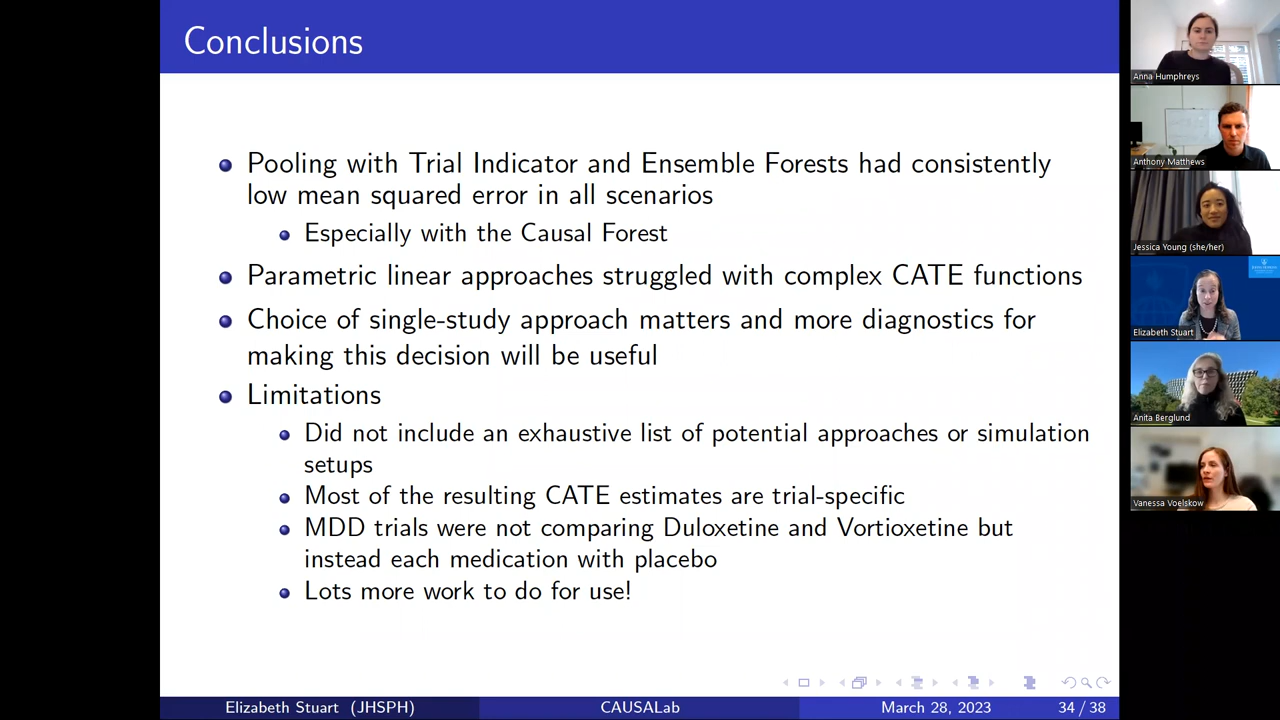 Conclusions
Pooling with Trial Indicator and Ensemble Forests had consistently
low mean squared error in all scenarios
Especially with the Causal Forest
Parametric linear approaches struggled with complex CATE functions
Choice of single-study approach matters and more diagnostics for
making this decision will be useful
Limitations
Did not include an exhaustive list of potential approaches or simulation
setups
Most of the resulting CATE estimates are trial-specific
MDD trials were not comparing Duloxetine and Vortioxetine but
instead each medication with placebo
Lots more work to do for use!
Elizabeth Stuart (JHSPH)
CAUSALab
March 28, 2023
34 / 38
Anna Humphreys
Anthony Matthews
Jessica Young (she/her)
Elizabeth Stuart
Anita Berglund
Vanessa Voelskow